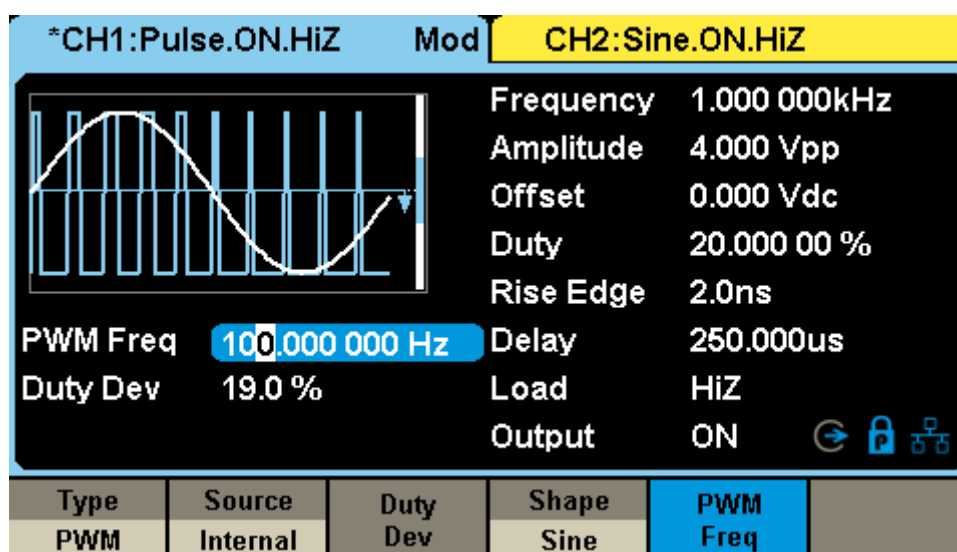 *CH1:Pulse.ON.HiZ Mod CH2:Sine.ON.HiZ
Frequency 1.000 000kHz
Amplitude 4.000 Vpp
Offset 0.000 Vdc
Duty 20.000 00 %
Rise Edge 2.0ns
PWM Freq 100.000 000 Hz Delay 250.000us
Duty Dev 19.0 % Load HiZ
Output ON P
Type Source Duty Dev Shape PWM Freq
PWM Internal Sine